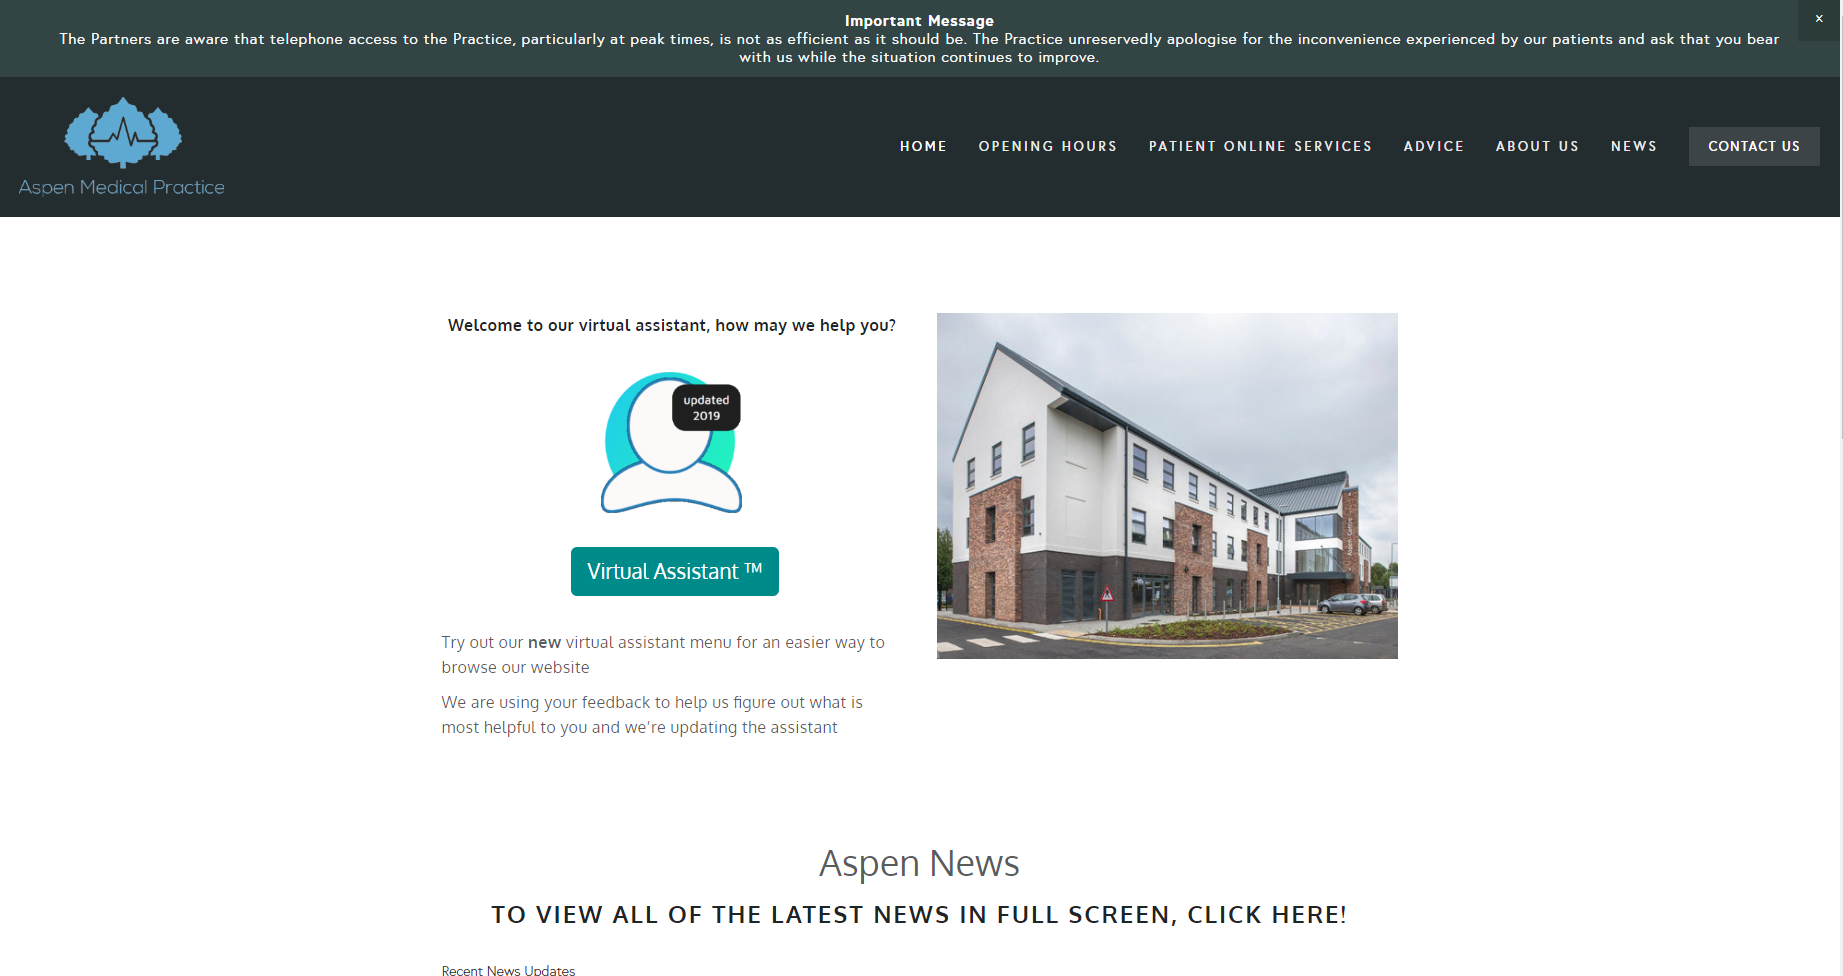 Important Message
×
The Partners are aware that telephone access to the Practice, particularly at peak times, is not as efficient as it should be. The Practice unreservedly apologise for the inconvenience experienced by our patients and ask that you bear
with us while the situation continues to improve.
Aspen Medical Practice
HOME OPENING HOURS PATIENT ONLINE SERVICES ADVICE ABOUT US NEWS CONTACT US
Welcome to our virtual assistant, how may we help you?
updated
2019
Virtual Assistant ™
Try out our new virtual assistant menu for an easier way to
browse our website
We are using your feedback to help us figure out what is
most helpful to you and we’re updating the assistant
Aspen Centre
Aspen News
TO VIEW ALL OF THE LATEST NEWS IN FULL SCREEN, CLICK HERE!
Recent News Updates